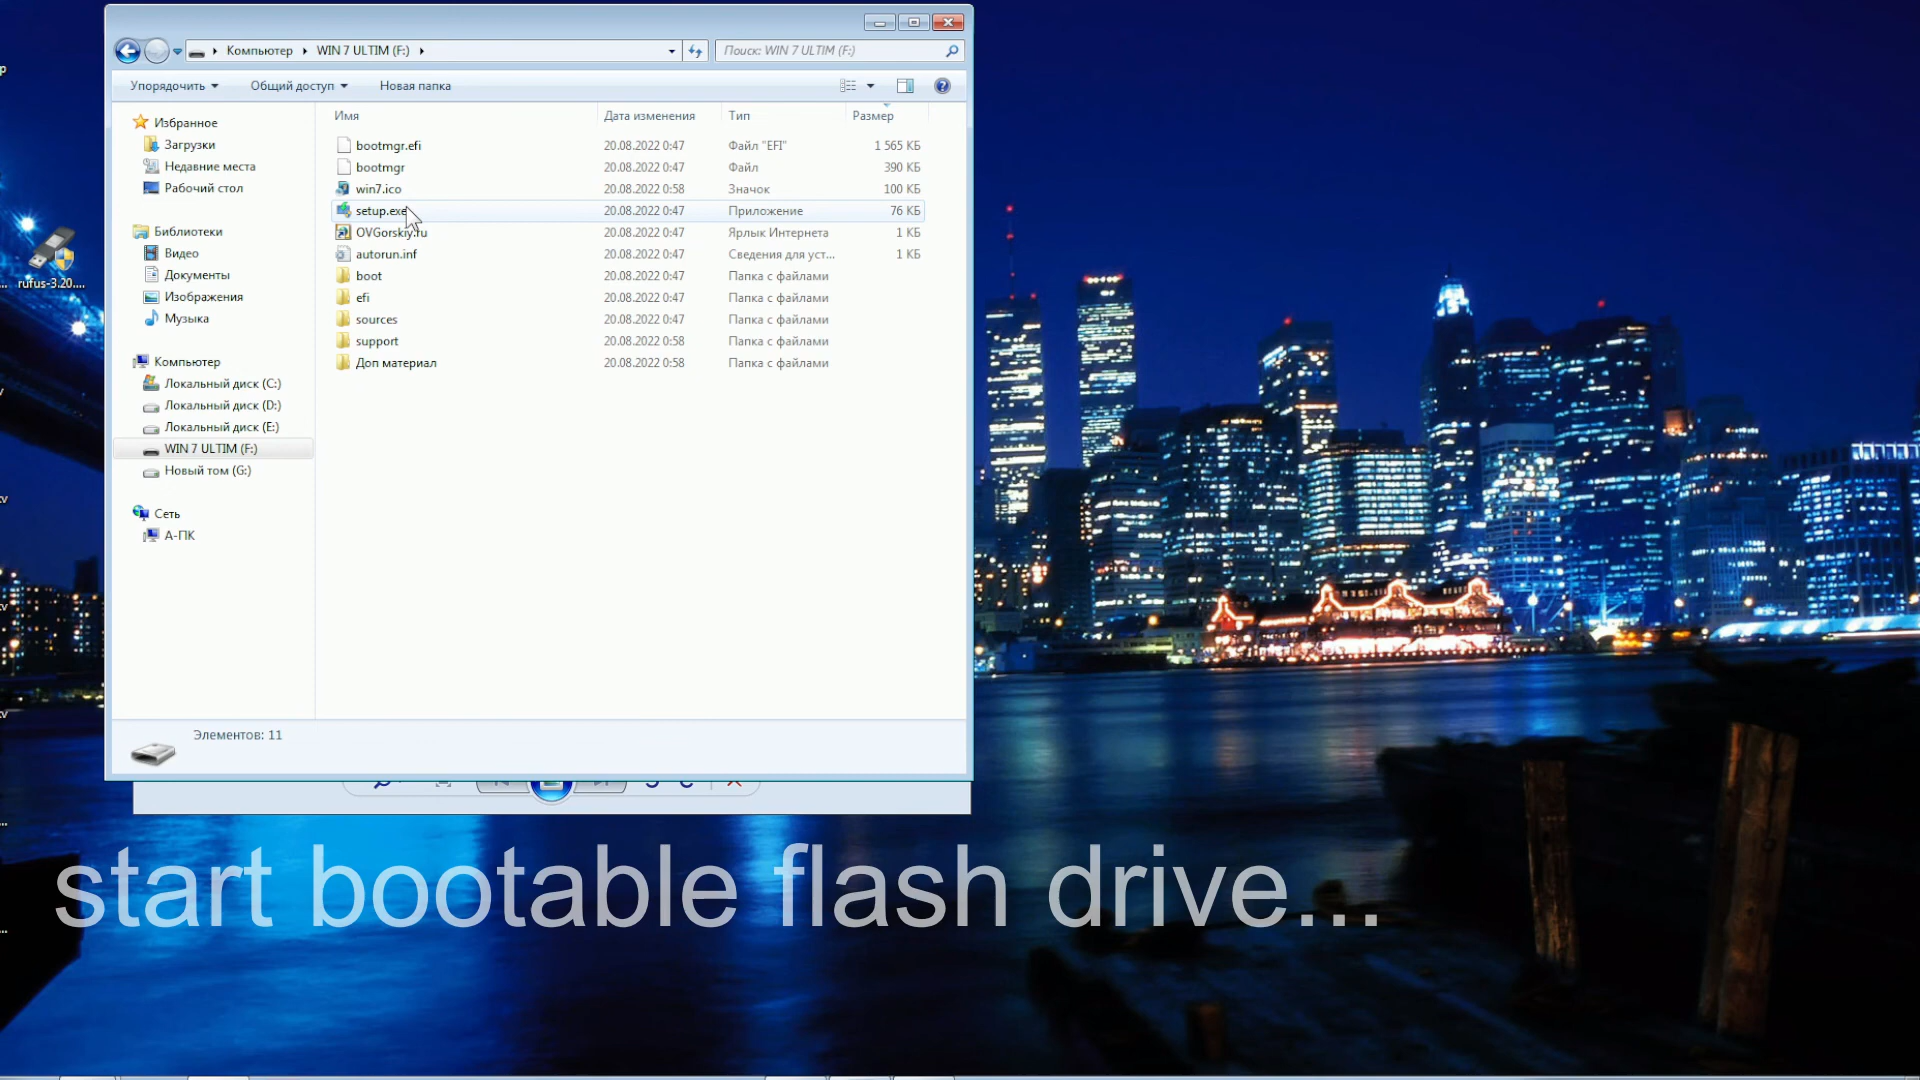 Компьютер WIN 7 ULTIM (F:)
Поиск: WIN 7 ULTIM (F:)
Упорядочить Общий доступ Новая папка
Имя Дата изменения Тип Размер
Избранное
Загрузки
Недавние места
Рабочий стол
Библиотеки
Видео
Документы
Изображения
Музыка
Компьютер
Локальный диск (C:)
Локальный диск (D:)
Локальный диск (E:)
WIN 7 ULTIM (F:)
Новый том (G:)
Сеть
А-ПК
bootmgr.efi 20.08.2022 0:47 Файл "EFI" 1 565 КБ
bootmgr 20.08.2022 0:47 Файл 390 КБ
win7.ico 20.08.2022 0:58 Значок 100 КБ
setup.exe 20.08.2022 0:47 Приложение 76 КБ
OVGorskiy.ru 20.08.2022 0:47 Ярлык Интернета 1 КБ
autorun.inf 20.08.2022 0:47 Сведения для уст... 1 КБ
boot 20.08.2022 0:47 Папка с файлами
efi 20.08.2022 0:47 Папка с файлами
sources 20.08.2022 0:47 Папка с файлами
support 20.08.2022 0:58 Папка с файлами
Доп материал 20.08.2022 0:58 Папка с файлами
Элементов: 11
rufus-3.20....
start bootable flash drive...